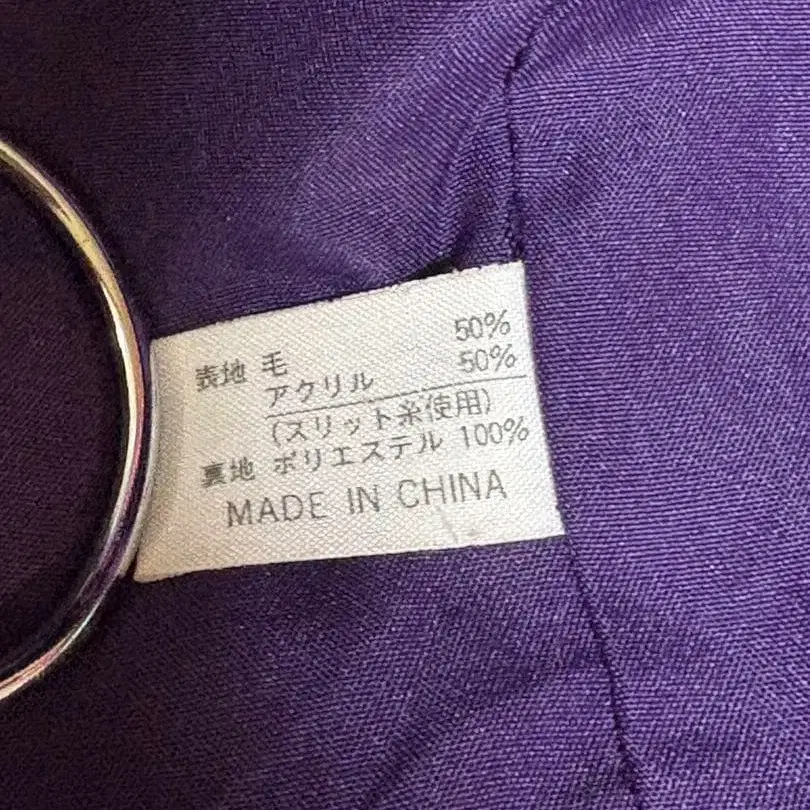 表地 毛 50%
アクリル 50%
(スリット糸使用)
裏地 ポリエステル 100%
MADE IN CHINA